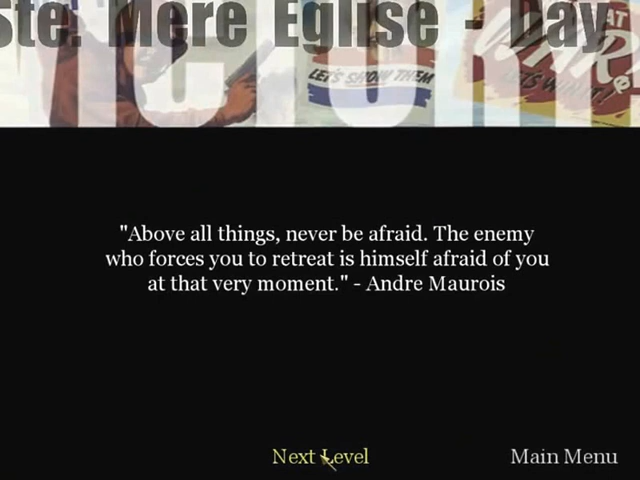 Ste. Mere Eglise - Day
LET'S SHOW THEM
"Above all things, never be afraid. The enemy
who forces you to retreat is himself afraid of you
at that very moment." - Andre Maurois
Next Level
Main Menu